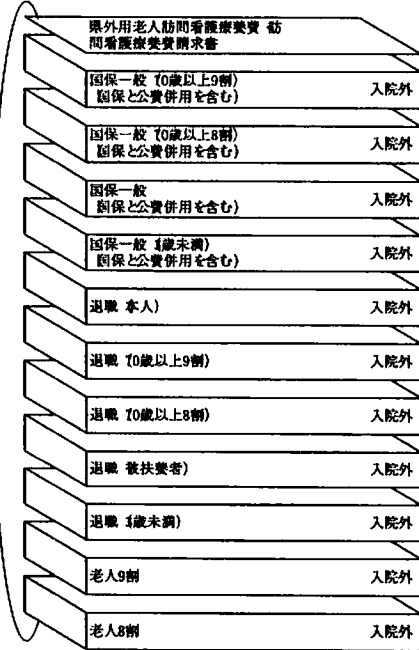 県外用老人訪問看護療養費 訪
問看護療養費請求書
国保一般 70歳以上9割)
国保と公費併用を含む)
入院外
国保一般 70歳以上8割)
国保と公費併用を含む)
入院外
国保一般
国保と公費併用を含む)
入院外
国保一般 3歳未満)
国保と公費併用を含む)
入院外
退職 本人)
入院外
退職 70歳以上9割)
入院外
退職 70歳以上8割)
入院外
退職 被扶養者)
入院外
退職 3歳未満)
入院外
老人9割
入院外
老人8割
入院外